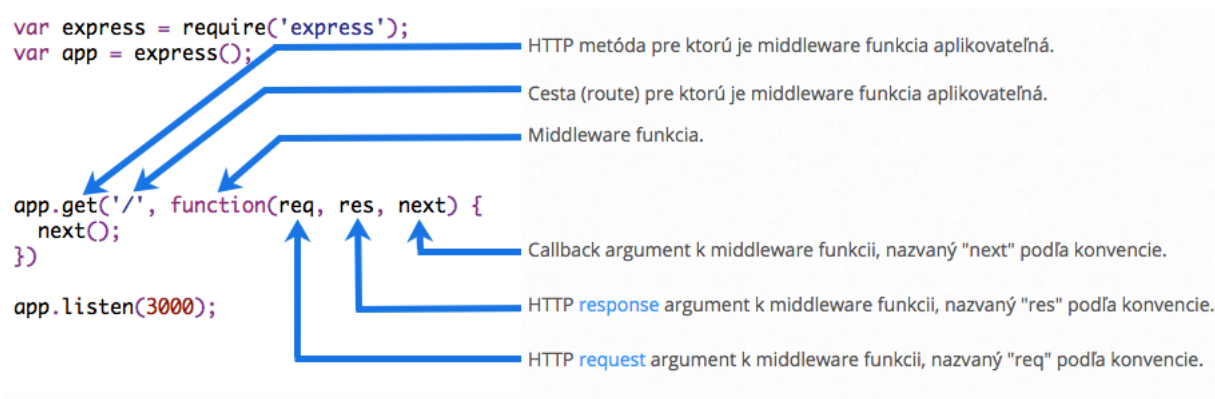 var express = require('express');
var app = express();
HTTP metóda pre ktorú je middleware funkcia aplikovateľná.
Cesta (route) pre ktorú je middleware funkcia aplikovateľná.
Middleware funkcia.
app.get('/', function(req, res, next) {
next();
})
app.listen(3000);
Callback argument k middleware funkcii, nazvaný "next" podľa konvencie.
HTTP response argument k middleware funkcii, nazvaný "res" podľa konvencie.
HTTP request argument k middleware funkcii, nazvaný "req" podľa konvencie.